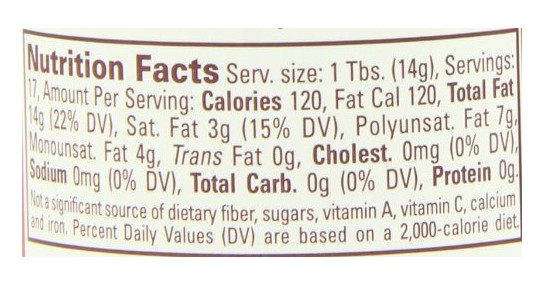 Nutrition Facts Serv. size: 1 Tbs. (14g), Servings:
17, Amount Per Serving: Calories 120, Fat Cal 120, Total Fat
14g (22% DV), Sat. Fat 3g (15% DV), Polyunsat. Fat 7g,
Monounsat. Fat 4g, Trans Fat 0g, Cholest. 0mg (0% DV),
Sodium 0mg (0% DV), Total Carb. 0g (0% DV), Protein 0g.
Not a significant source of dietary fiber, sugars, vitamin A, vitamin C, calcium
and iron. Percent Daily Values (DV) are based on a 2,000-calorie diet.